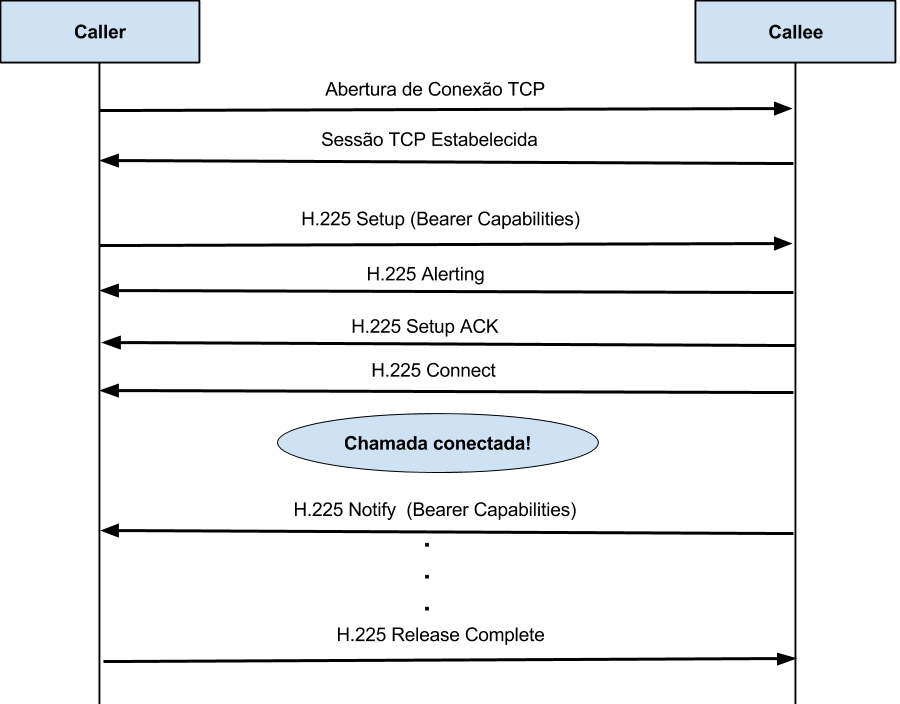 Caller
Callee
Abertura de Conexão TCP
Sessão TCP Estabelecida
H.225 Setup (Bearer Capabilities)
H.225 Alerting
H.225 Setup ACK
H.225 Connect
Chamada conectada!
H.225 Notify  (Bearer Capabilities)
H.225 Release Complete